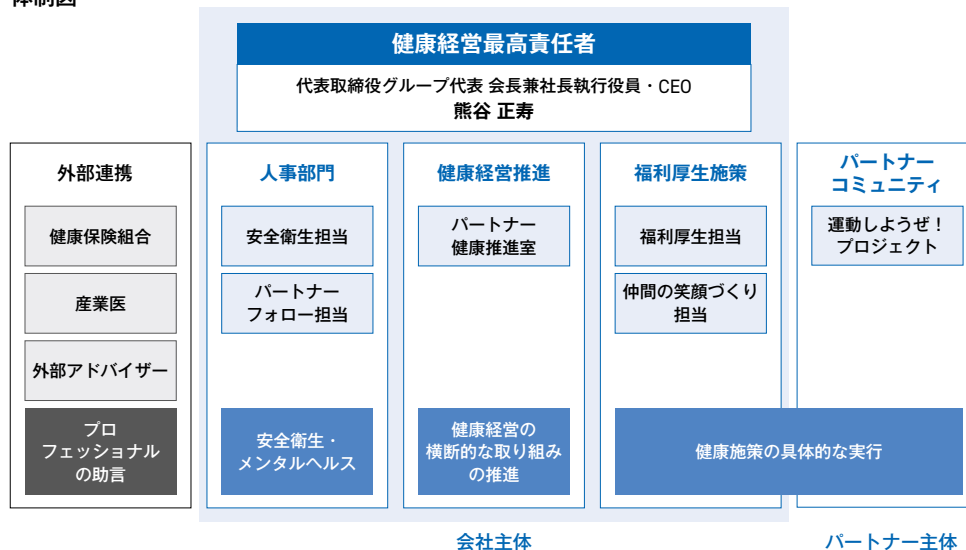 体制図
健康経営最高責任者
代表取締役グループ代表 会長兼社長執行役員・CEO
熊谷 正寿
外部連携
健康保険組合
産業医
外部アドバイザー
プロ
フェッショナル
の助言
人事部門
安全衛生担当
パートナー
フォロー担当
安全衛生・
メンタルヘルス
健康経営推進
パートナー
健康推進室
健康経営の
横断的な取り組み
の推進
福利厚生施策
福利厚生担当
仲間の笑顔づくり
担当
パートナー
コミュニティ
運動しようぜ！
プロジェクト
健康施策の具体的な実行
会社主体
パートナー主体